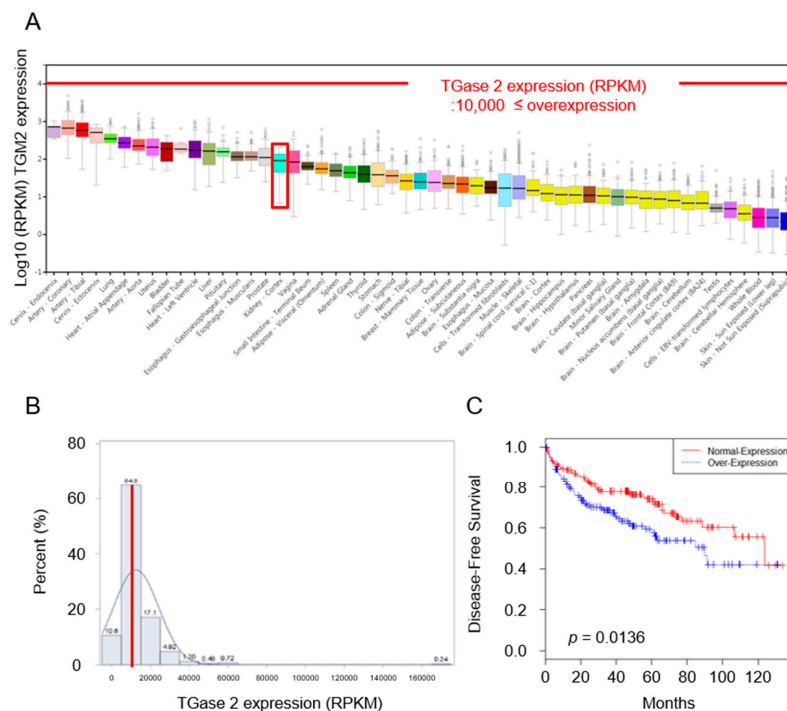 A
TGase 2 expression (RPKM)
:10,000 ≤ overexpression
Log10 (RPKM) TGM2 expression
4
3
2
1
0
-1
Cervix - Endocervix
Artery - Coronary
Artery - Tibial
Cervix - Ectocervix
Lung
Heart - Atrial Appendage
Artery - Aorta
Uterus
Bladder
Fallopian Tube
Heart - Left Ventricle
Liver
Pituitary
Esophagus - Gastroesophageal Junction
Esophagus - Muscularis
Prostate
Kidney - Cortex
Vagina
Small Intestine - Terminal Ileum
Adipose - Visceral (Omentum)
Spleen
Adrenal Gland
Thyroid
Stomach
Colon - Sigmoid
Nerve - Tibial
Breast - Mammary Tissue
Ovary
Colon - Transverse
Adipose - Subcutaneous
Brain - Substantia nigra
Esophagus - Mucosa
Cells - Transformed fibroblasts
Muscle - Skeletal
Brain - Spinal cord (cervical c-1)
Brain - Cortex
Brain - Hippocampus
Brain - Hypothalamus
Pancreas
Brain - Caudate (basal ganglia)
Minor Salivary Gland
Brain - Putamen (basal ganglia)
Brain - Amygdala
Brain - Nucleus accumbens (basal ganglia)
Brain - Frontal Cortex (BA9)
Brain - Cerebellum
Brain - Anterior cingulate cortex (BA24)
Testis
Cells - EBV-transformed lymphocytes
Brain - Cerebellar Hemisphere
Whole Blood
Skin - Sun Exposed (Lower leg)
Skin - Not Sun Exposed (Suprapubic)
B
80
60
40
20
0
Percent (%)
10.6
64.8
17.1
4.82
0.72
0.24
0
20000
40000
60000
80000
100000
120000
140000
160000
TGase 2 expression (RPKM)
C
Normal-Expression
Over-Expression
1.0
0.8
0.6
0.4
0.2
0.0
Disease-Free Survival
p = 0.0136
0 20 40 60 80 100 120
Months